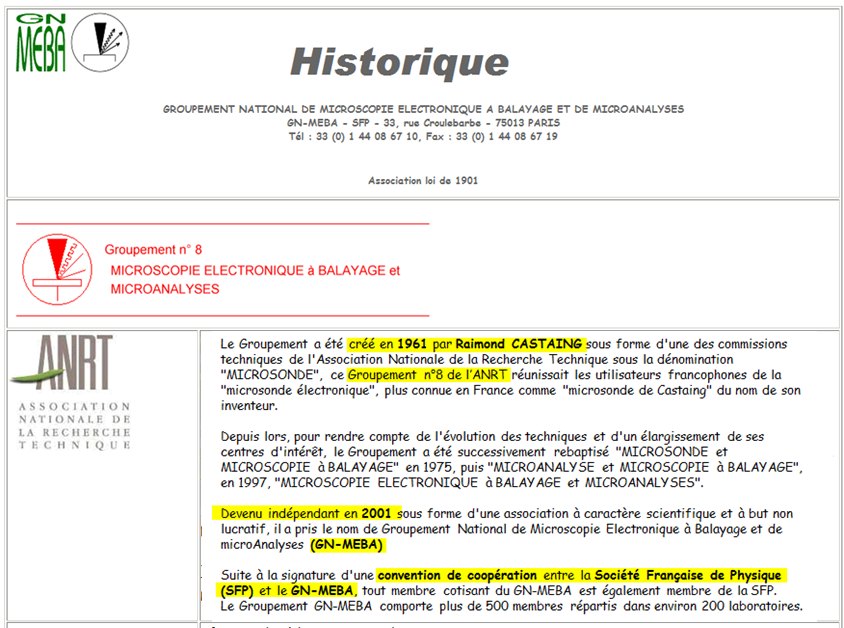 GN
MEBA
Historique
GROUPEMENT NATIONAL DE MICROSCOPIE ELECTRONIQUE A BALAYAGE ET DE MICROANALYSES
GN-MEBA - SFP - 33, rue Croulebarbe - 75013 PARIS
Tél : 33 (0) 1 44 08 67 10, Fax : 33 (0) 1 44 08 67 19
Association loi de 1901
Groupement n° 8
MICROSCOPIE ELECTRONIQUE à BALAYAGE et
MICROANALYSES
ANRT
ASSOCIATION
NATIONALE DE
LA RECHERCHE
TECHNIQUE
Le Groupement a été créé en 1961 par Raimond CASTAING sous forme d'une des commissions
techniques de l'Association Nationale de la Recherche Technique sous la dénomination
"MICROSONDE", ce Groupement n°8 de l'ANRT réunissait les utilisateurs francophones de la
"microsonde électronique", plus connue en France comme "microsonde de Castaing" du nom de son
inventeur.
Depuis lors, pour rendre compte de l'évolution des techniques et d'un élargissement de ses
centres d'intérêt, le Groupement a été successivement rebaptisé "MICROSONDE et
MICROSCOPIE à BALAYAGE" en 1975, puis "MICROANALYSE et MICROSCOPIE à BALAYAGE",
en 1997, "MICROSCOPIE ELECTRONIQUE à BALAYAGE et MICROANALYSES".
Devenu indépendant en 2001 sous forme d'une association à caractère scientifique et à but non
lucratif, il a pris le nom de Groupement National de Microscopie Electronique à Balayage et de
microAnalyses (GN-MEBA)
Suite à la signature d'une convention de coopération entre la Société Française de Physique
(SFP) et le GN-MEBA, tout membre cotisant du GN-MEBA est également membre de la SFP.
Le Groupement GN-MEBA comporte plus de 500 membres répartis dans environ 200 laboratoires.